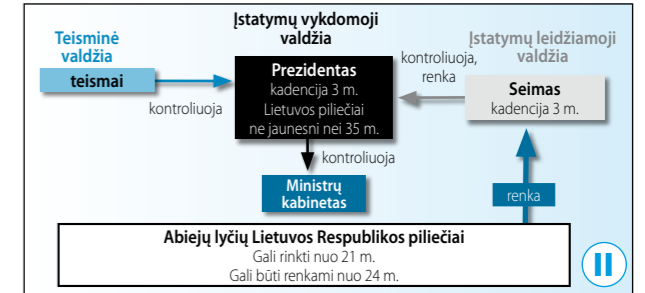 Teisminė
valdžia
teismai
kontroliuoja
Įstatymų vykdomoji
valdžia
Prezidentas
kadencija 3 m.
Lietuvos piliečiai
ne jaunesni nei 35 m.
kontroliuoja
Ministrų
kabinetas
kontroliuoja,
renka
Įstatymų leidžiamoji
valdžia
Seimas
kadencija 3 m.
renka
Abiejų lyčių Lietuvos Respublikos piliečiai
Gali rinkti nuo 21 m.
Gali būti renkami nuo 24 m.
II